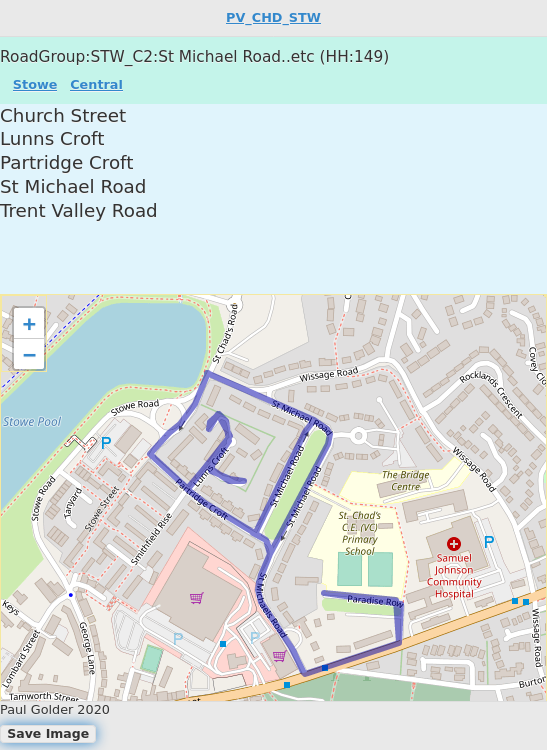 PV_CHD_STW
RoadGroup:STW_C2:St Michael Road..etc (HH:149)
Stowe Central
Church Street
Lunns Croft
Partridge Croft
St Michael Road
Trent Valley Road
+
−
St Chad's Road
Wissage Road
Covey Clo
Rocklands Crescent
Stowe Road
St Michael Road
Stowe Pool
P
Wissage Road
Lunns Croft
St Michael Road
St Michael Road
The Bridge
Centre
Stowe Road
Tanyard
Stowe Street
Partridge Croft
Smithfield Rise
St. Chad's
C.E. (VC)
Primary
School
P
Samuel
Johnson
Community
Hospital
Keys
St Michaels Road
Paradise Row
Lombard Street
George Lane
P
P
Wissage Road
Tamworth Street
Burton
Paul Golder 2020
Save Image